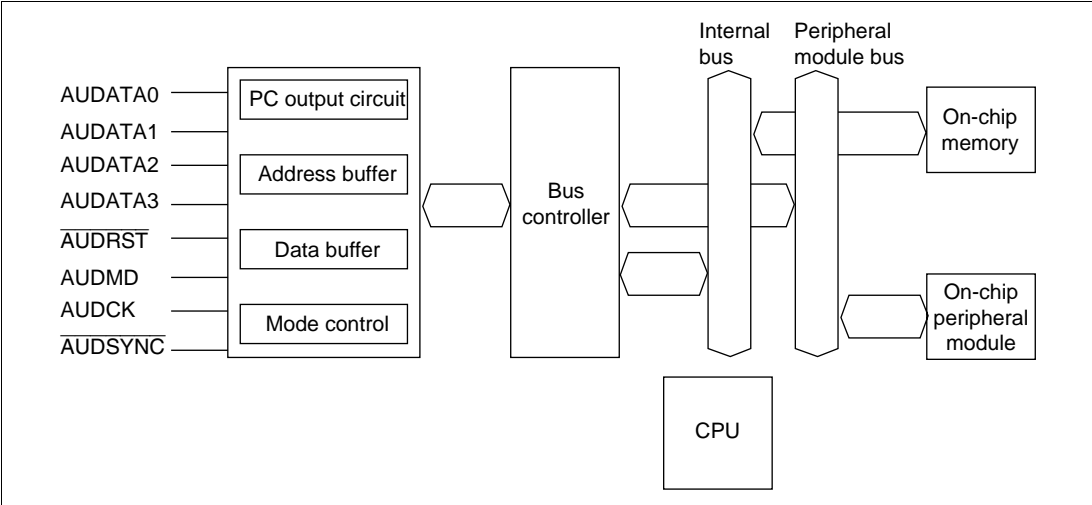 Internal
bus
Peripheral
module bus
AUDATA0
AUDATA1
AUDATA2
AUDATA3
AUDRST
AUDMD
AUDCK
AUDSYNC
PC output circuit
Address buffer
Data buffer
Mode control
Bus
controller
On-chip
memory
On-chip
peripheral
module
CPU